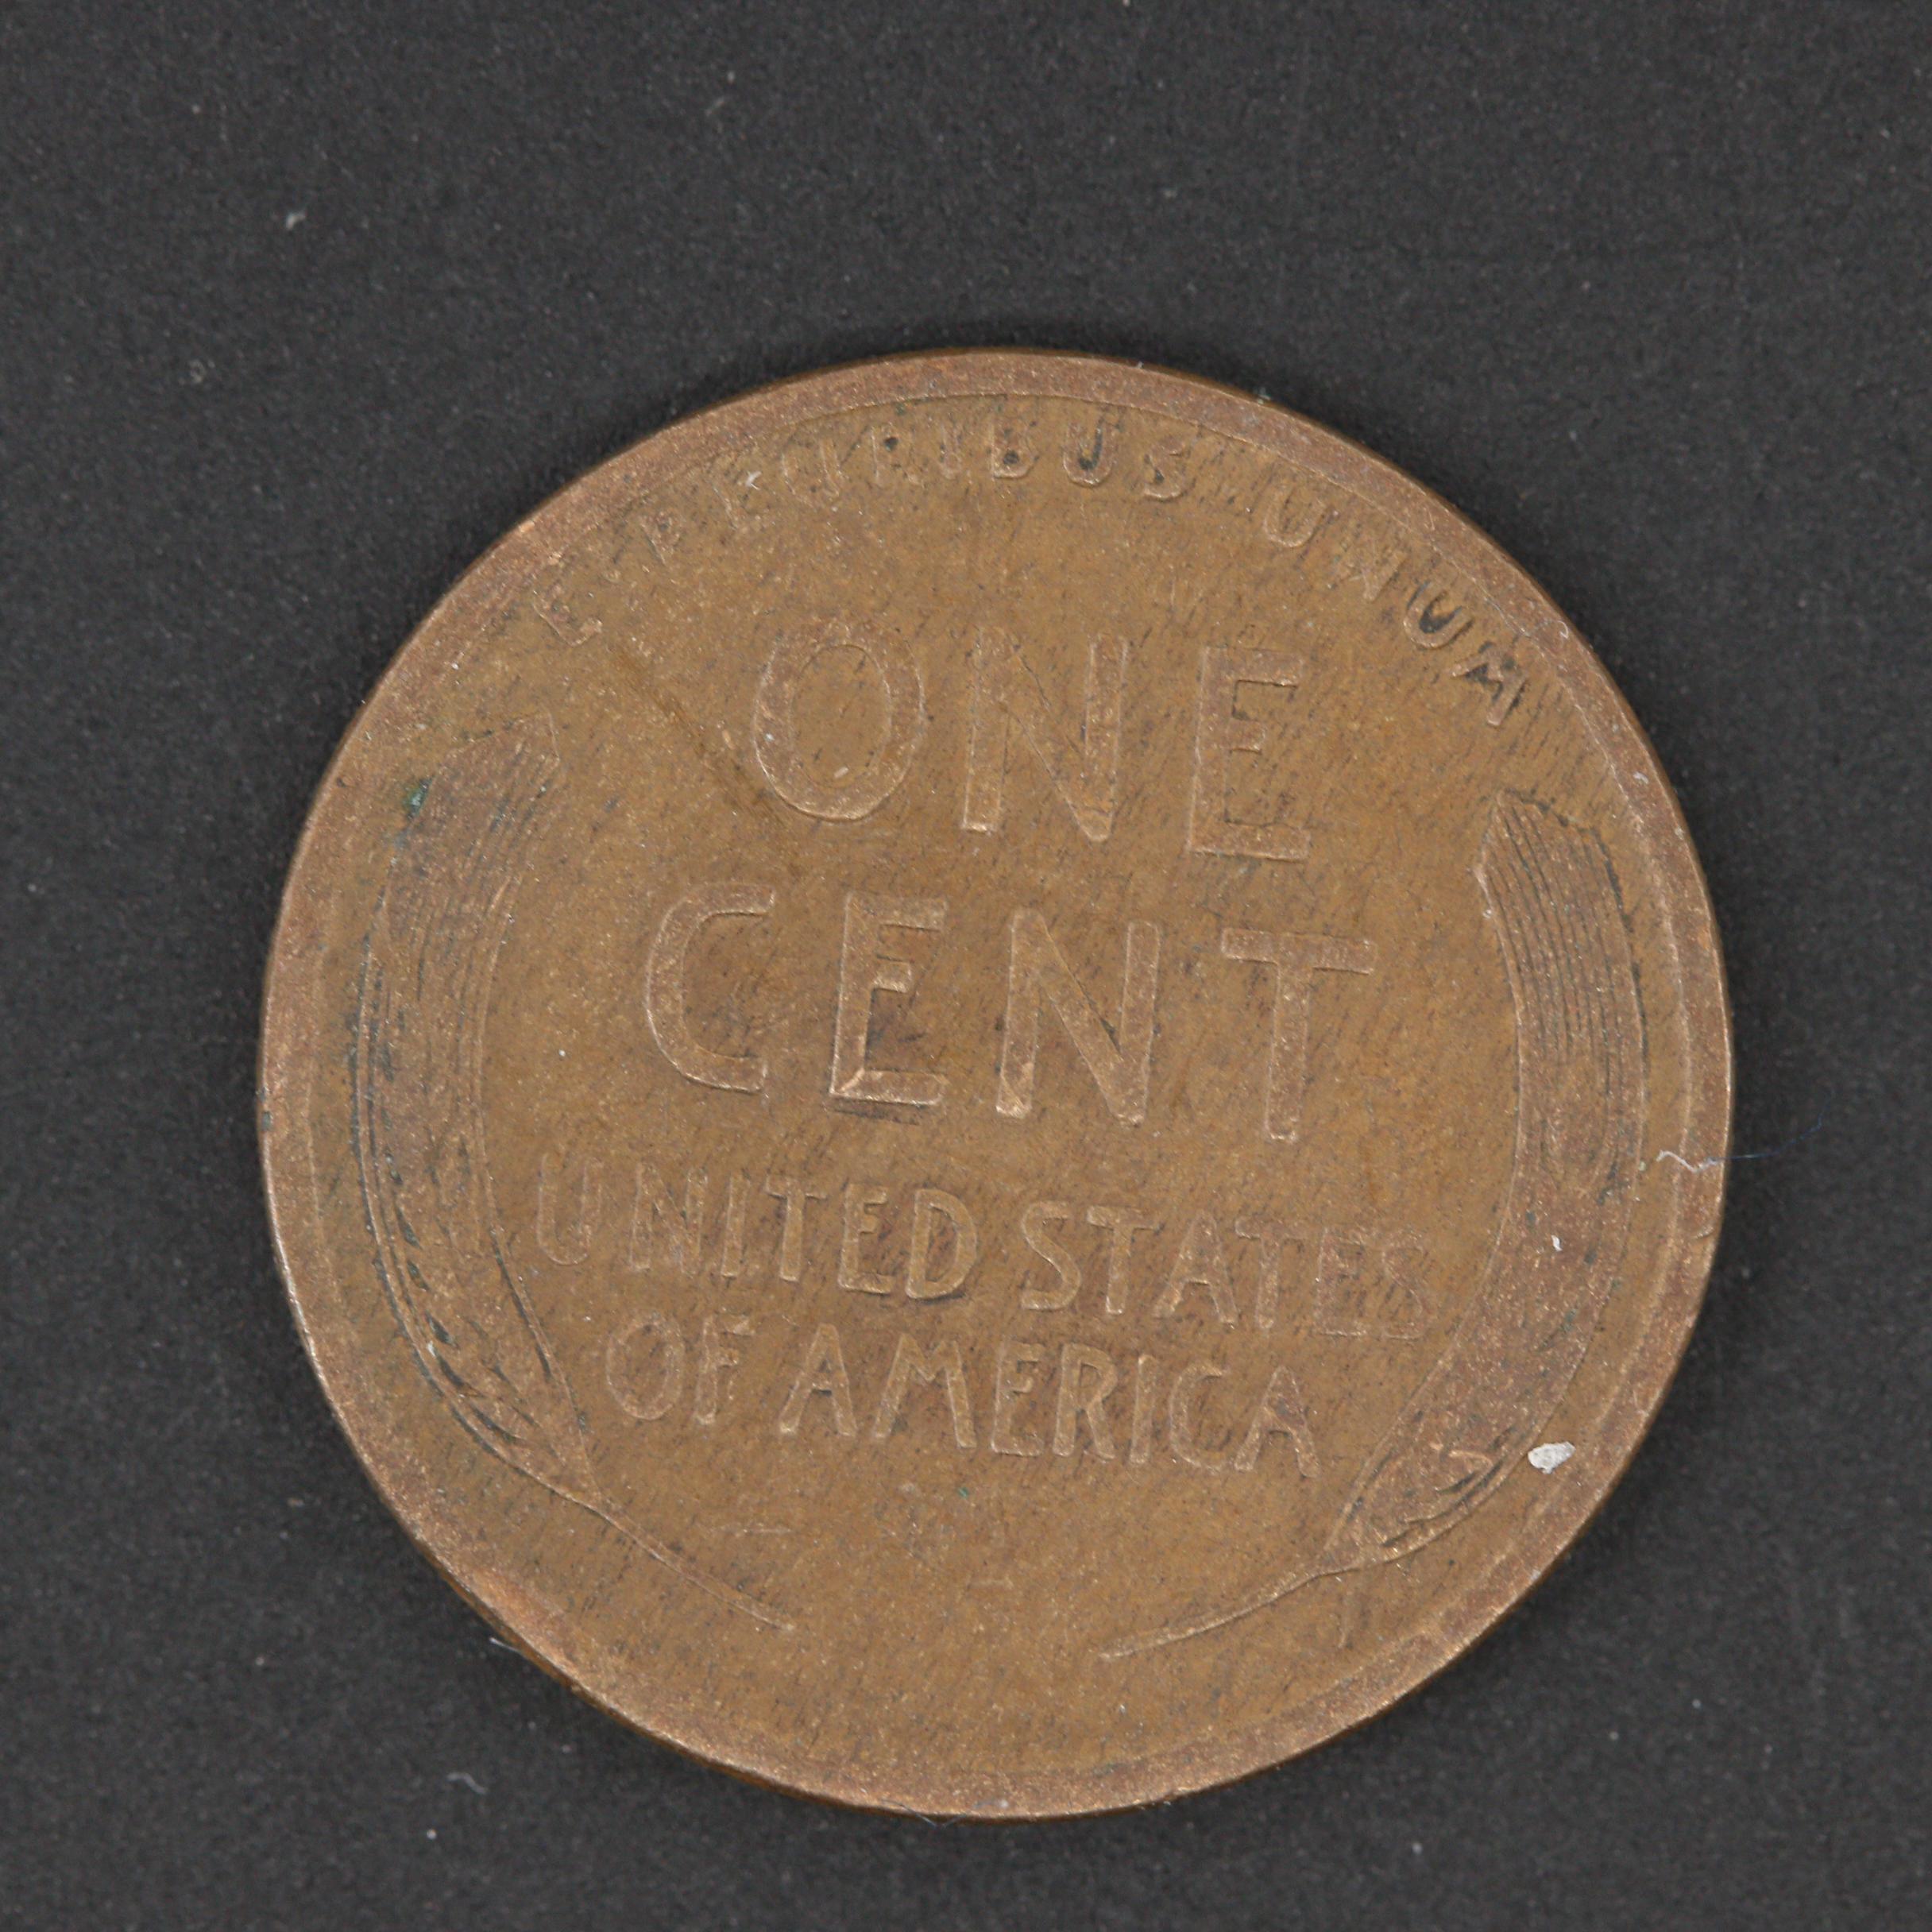 E·PLURIBUS UNUM
ONE
CENT
UNITED STATES
OF AMERICA